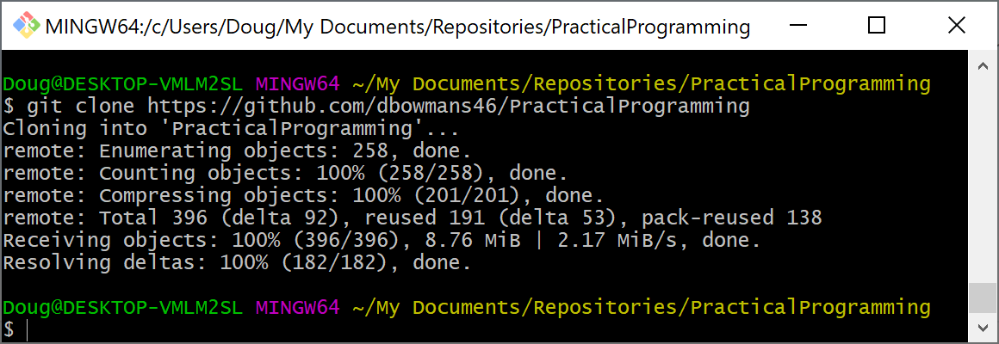 MINGW64:/c/Users/Doug/My Documents/Repositories/PracticalProgramming
Doug@DESKTOP-VMLM2SL MINGW64 ~/My Documents/Repositories/PracticalProgramming
$ git clone https://github.com/dbowmans46/PracticalProgramming
Cloning into 'PracticalProgramming'...
remote: Enumerating objects: 258, done.
remote: Counting objects: 100% (258/258), done.
remote: Compressing objects: 100% (201/201), done.
remote: Total 396 (delta 92), reused 191 (delta 53), pack-reused 138
Receiving objects: 100% (396/396), 8.76 MiB | 2.17 MiB/s, done.
Resolving deltas: 100% (182/182), done.
Doug@DESKTOP-VMLM2SL MINGW64 ~/My Documents/Repositories/PracticalProgramming
$